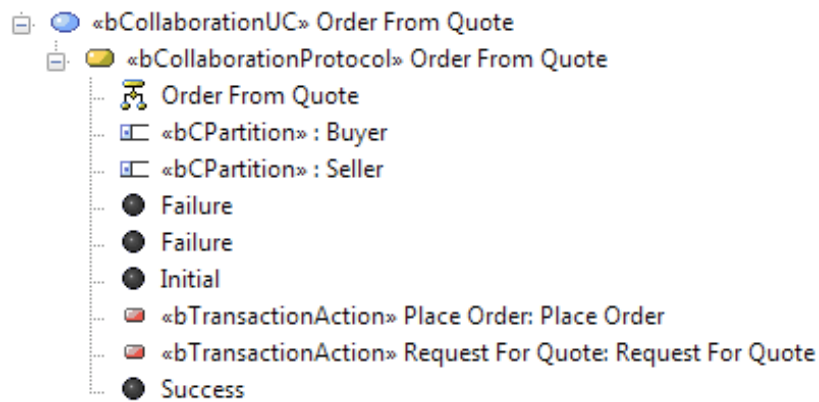 «bCollaborationUC» Order From Quote
«bCollaborationProtocol» Order From Quote
Order From Quote
«bCPartition» : Buyer
«bCPartition» : Seller
Failure
Failure
Initial
«bTransactionAction» Place Order: Place Order
«bTransactionAction» Request For Quote: Request For Quote
Success